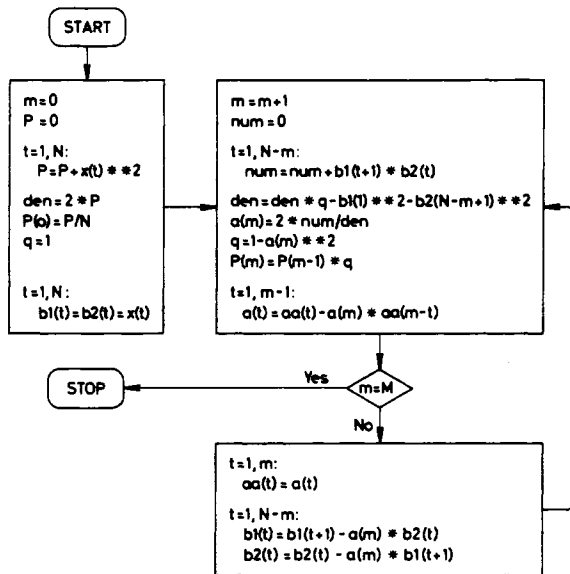 START
m=0
P=0
t=1, N:
P=P+x(t)**2
den=2*P
P(o)=P/N
q=1
t=1, N:
b1(t)=b2(t)=x(t)
m=m+1
num=0
t=1, N-m:
num=num+b1(t+1)*b2(t)
den=den*q-b1(1)**2-b2(N-m+1)**2
a(m)=2*num/den
q=1-a(m)**2
P(m)=P(m-1)*q
t=1, m-1:
a(t)=aa(t)-a(m)*aa(m-t)
m=M
Yes
STOP
No
t=1, m:
aa(t)=a(t)
t=1, N-m:
b1(t)=b1(t+1)-a(m)*b2(t)
b2(t)=b2(t)-a(m)*b1(t+1)